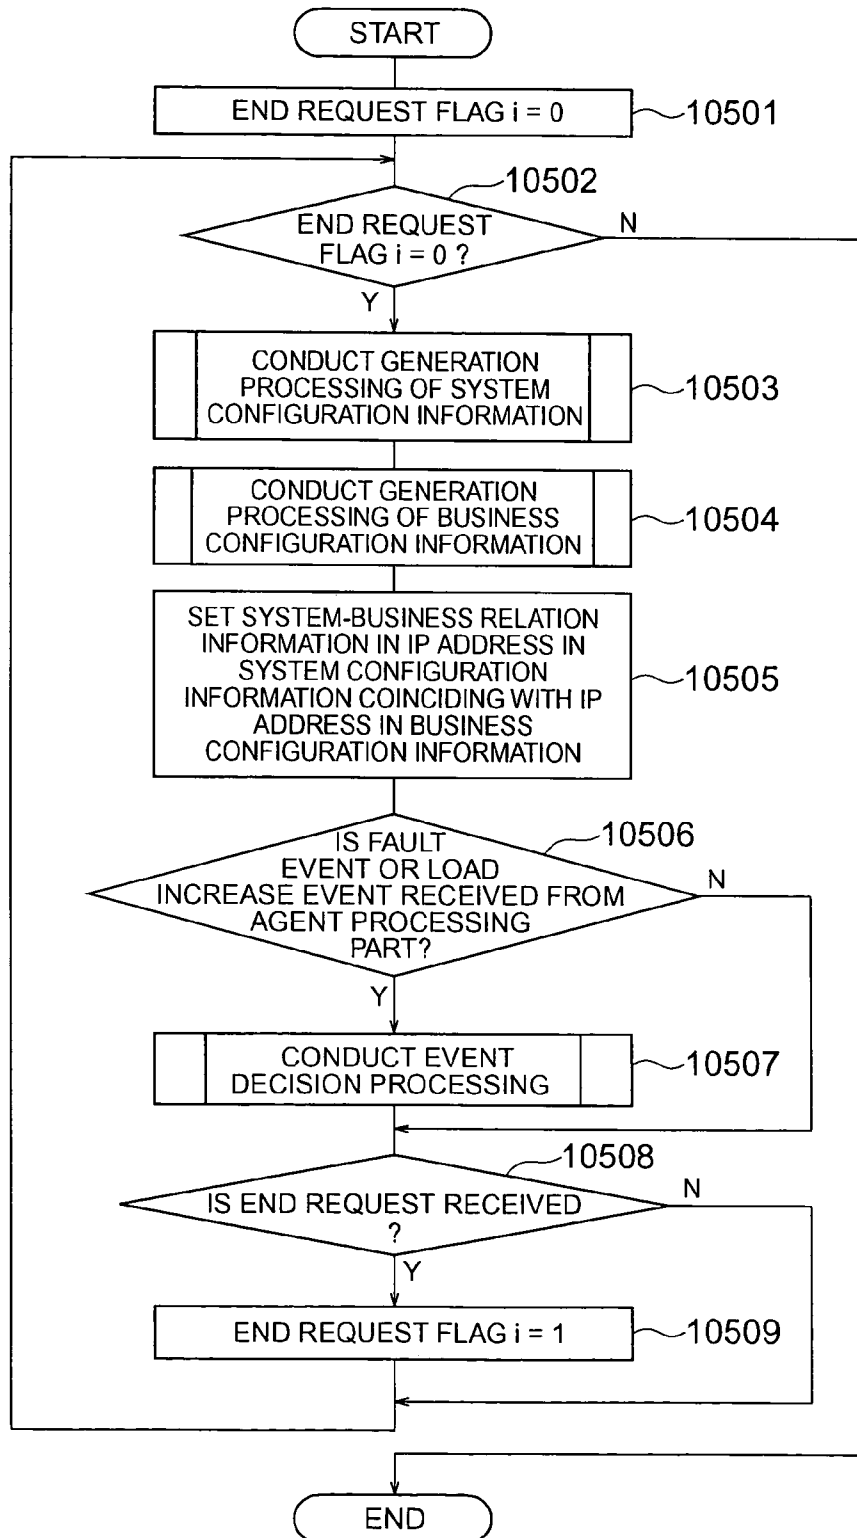 START
END REQUEST FLAG i = 0
10501
10502
END REQUEST
FLAG i = 0 ?
N
Y
CONDUCT GENERATION
PROCESSING OF SYSTEM
CONFIGURATION INFORMATION
10503
CONDUCT GENERATION
PROCESSING OF BUSINESS
CONFIGURATION INFORMATION
10504
SET SYSTEM-BUSINESS RELATION
INFORMATION IN IP ADDRESS IN
SYSTEM CONFIGURATION
INFORMATION COINCIDING WITH IP
ADDRESS IN BUSINESS
CONFIGURATION INFORMATION
10505
10506
IS FAULT
EVENT OR LOAD
INCREASE EVENT RECEIVED FROM
AGENT PROCESSING
PART?
N
Y
CONDUCT EVENT
DECISION PROCESSING
10507
10508
IS END REQUEST RECEIVED
?
N
Y
END REQUEST FLAG i = 1
10509
END